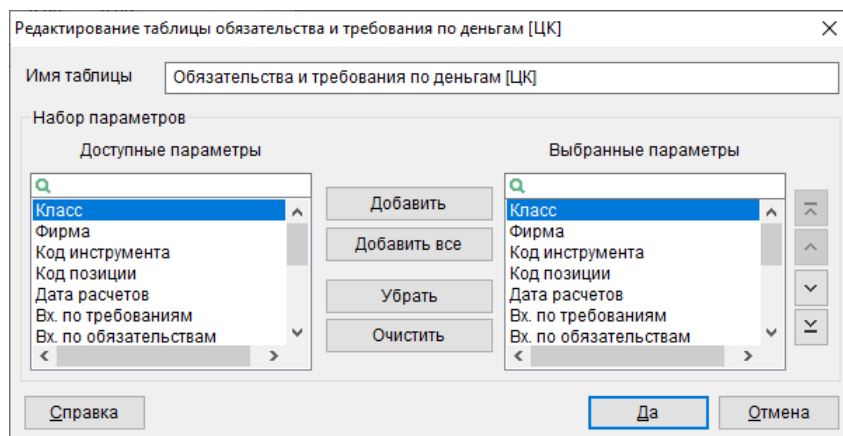 Редактирование таблицы обязательства и требования по деньгам [ЦК]
Имя таблицы
Обязательства и требования по деньгам [ЦК]
Набор параметров
Доступные параметры
Выбранные параметры
Класс
Фирма
Код инструмента
Код позиции
Дата расчетов
Вх. по требованиям
Вх. по обязательствам
Добавить
Добавить все
Убрать
Очистить
Класс
Фирма
Код инструмента
Код позиции
Дата расчетов
Вх. по требованиям
Вх. по обязательствам
Справка
Да
Отмена